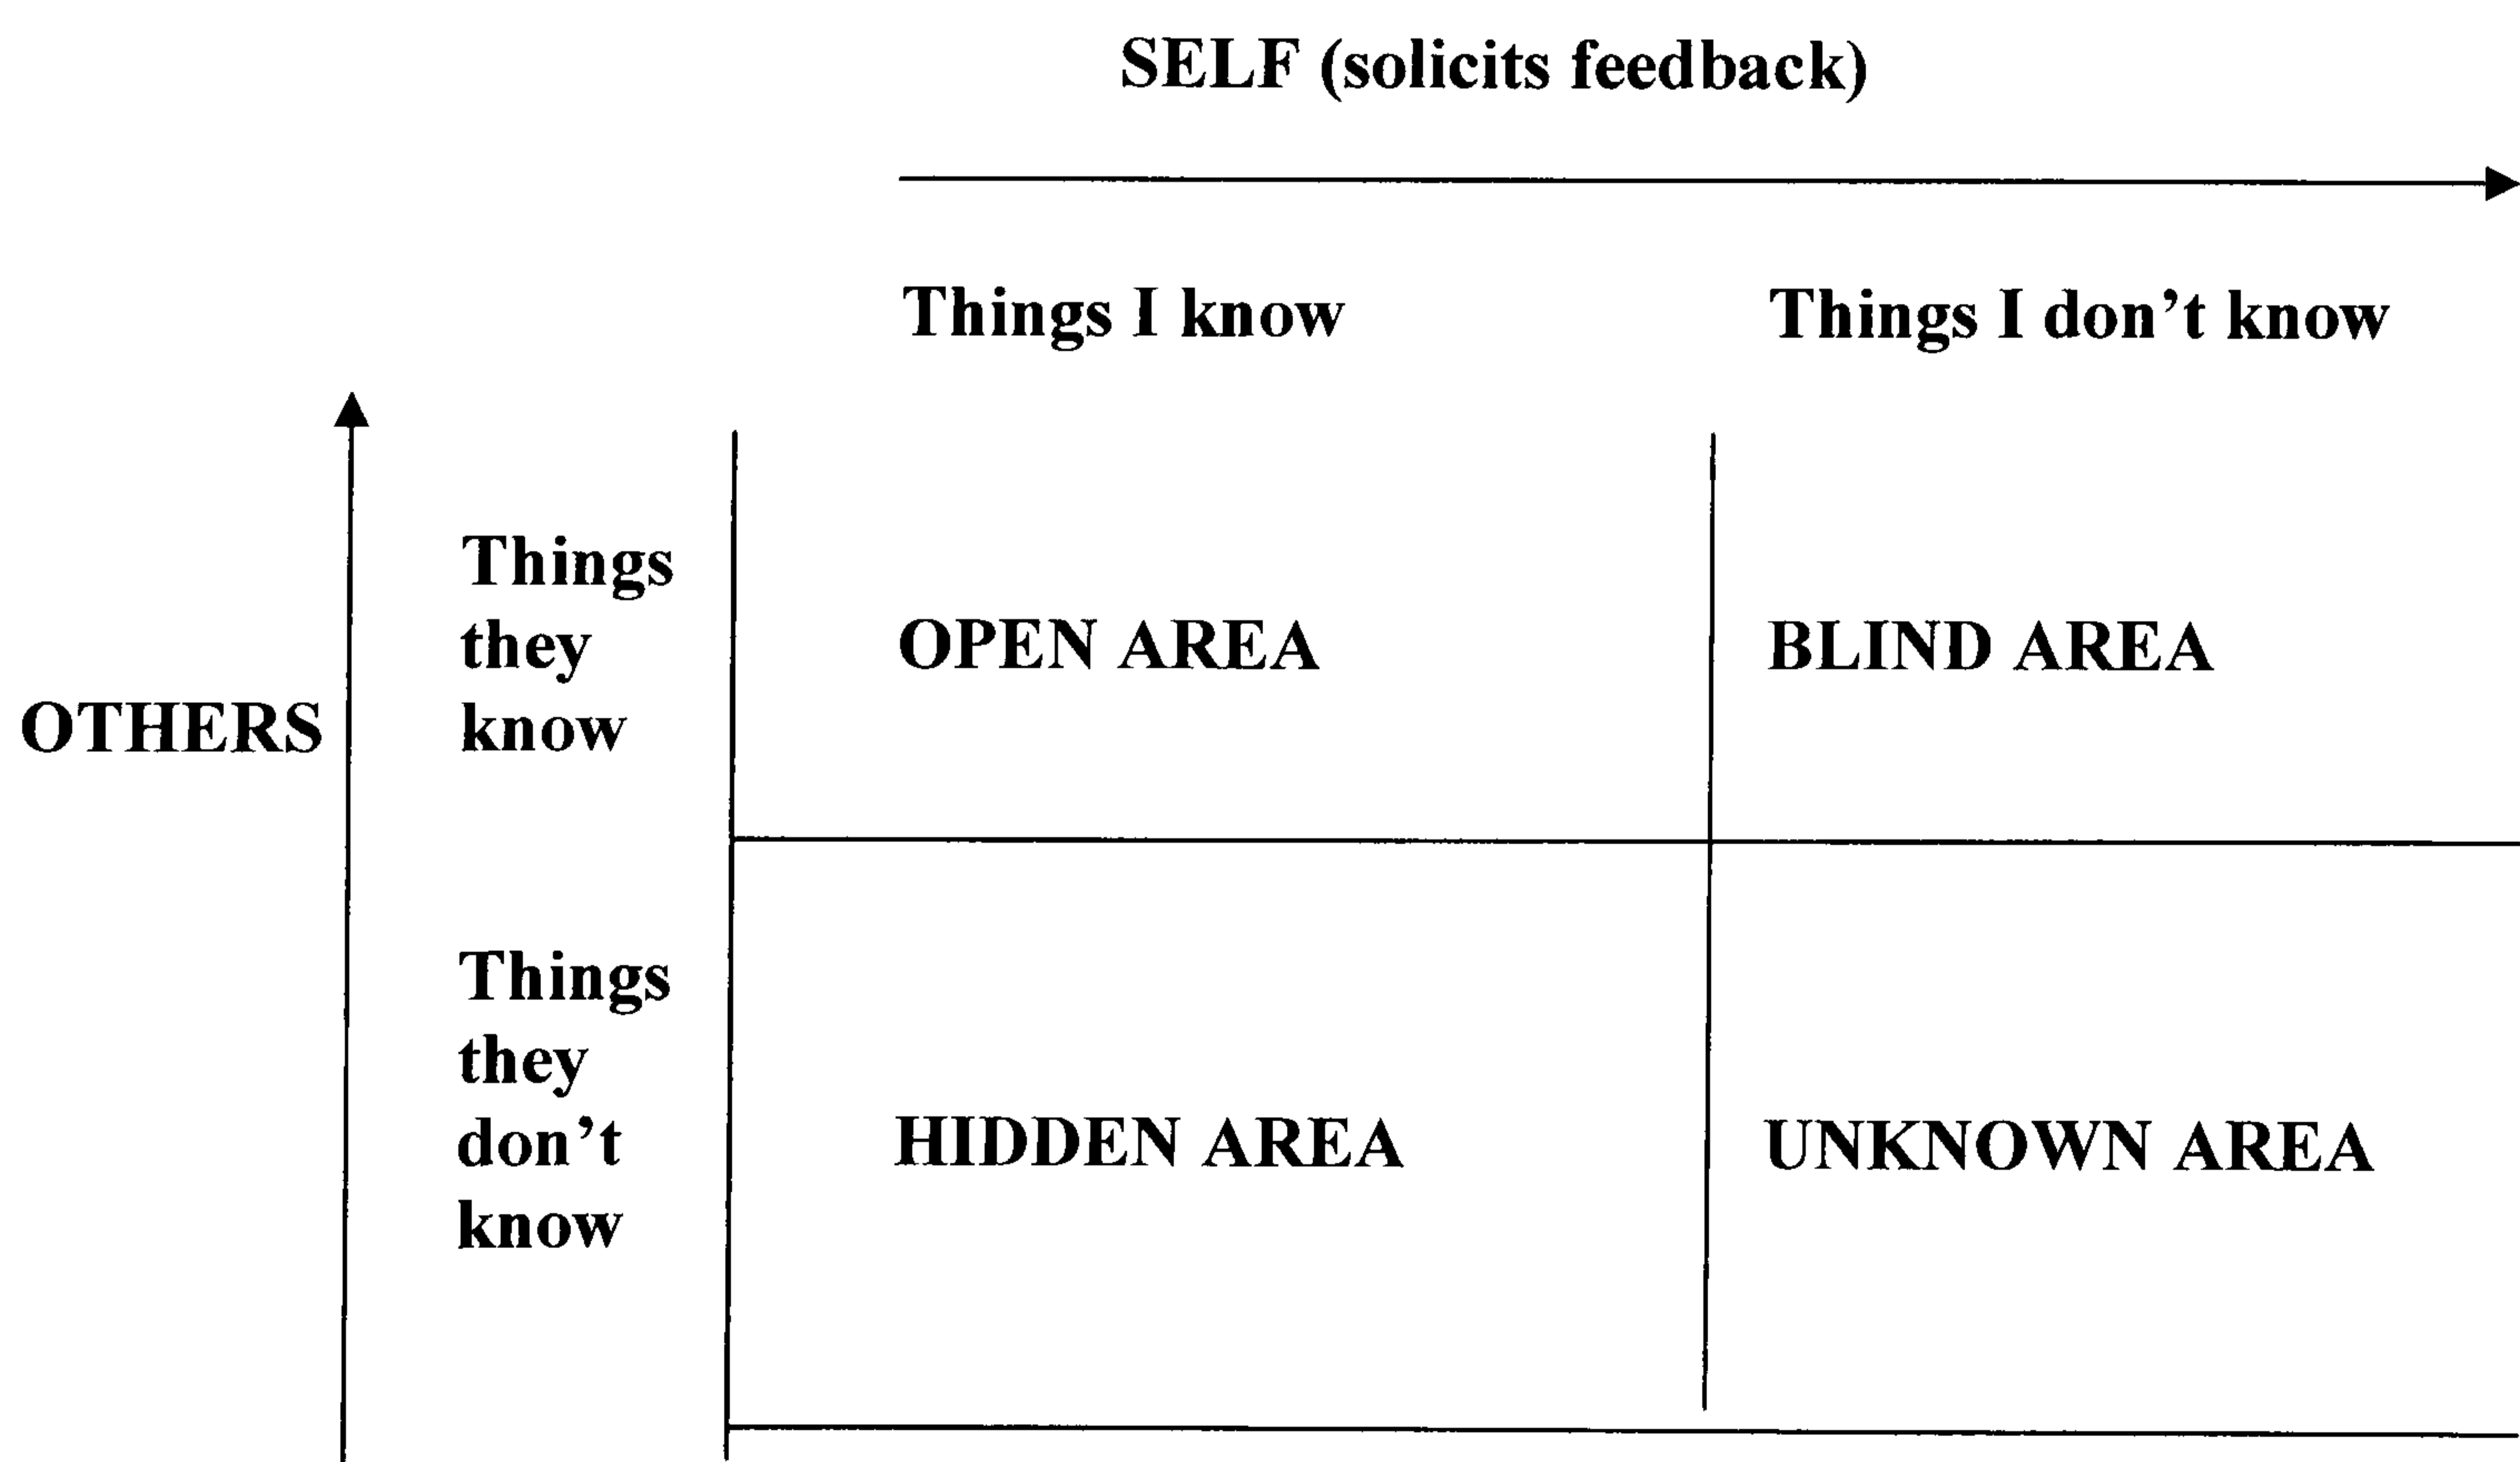 SELF (solicits feedback)
Things I know
Things I don't know
Things
they
know
OPEN AREA
BLIND AREA
OTHERS
Things
they
don't
know
HIDDEN AREA
UNKNOWN AREA